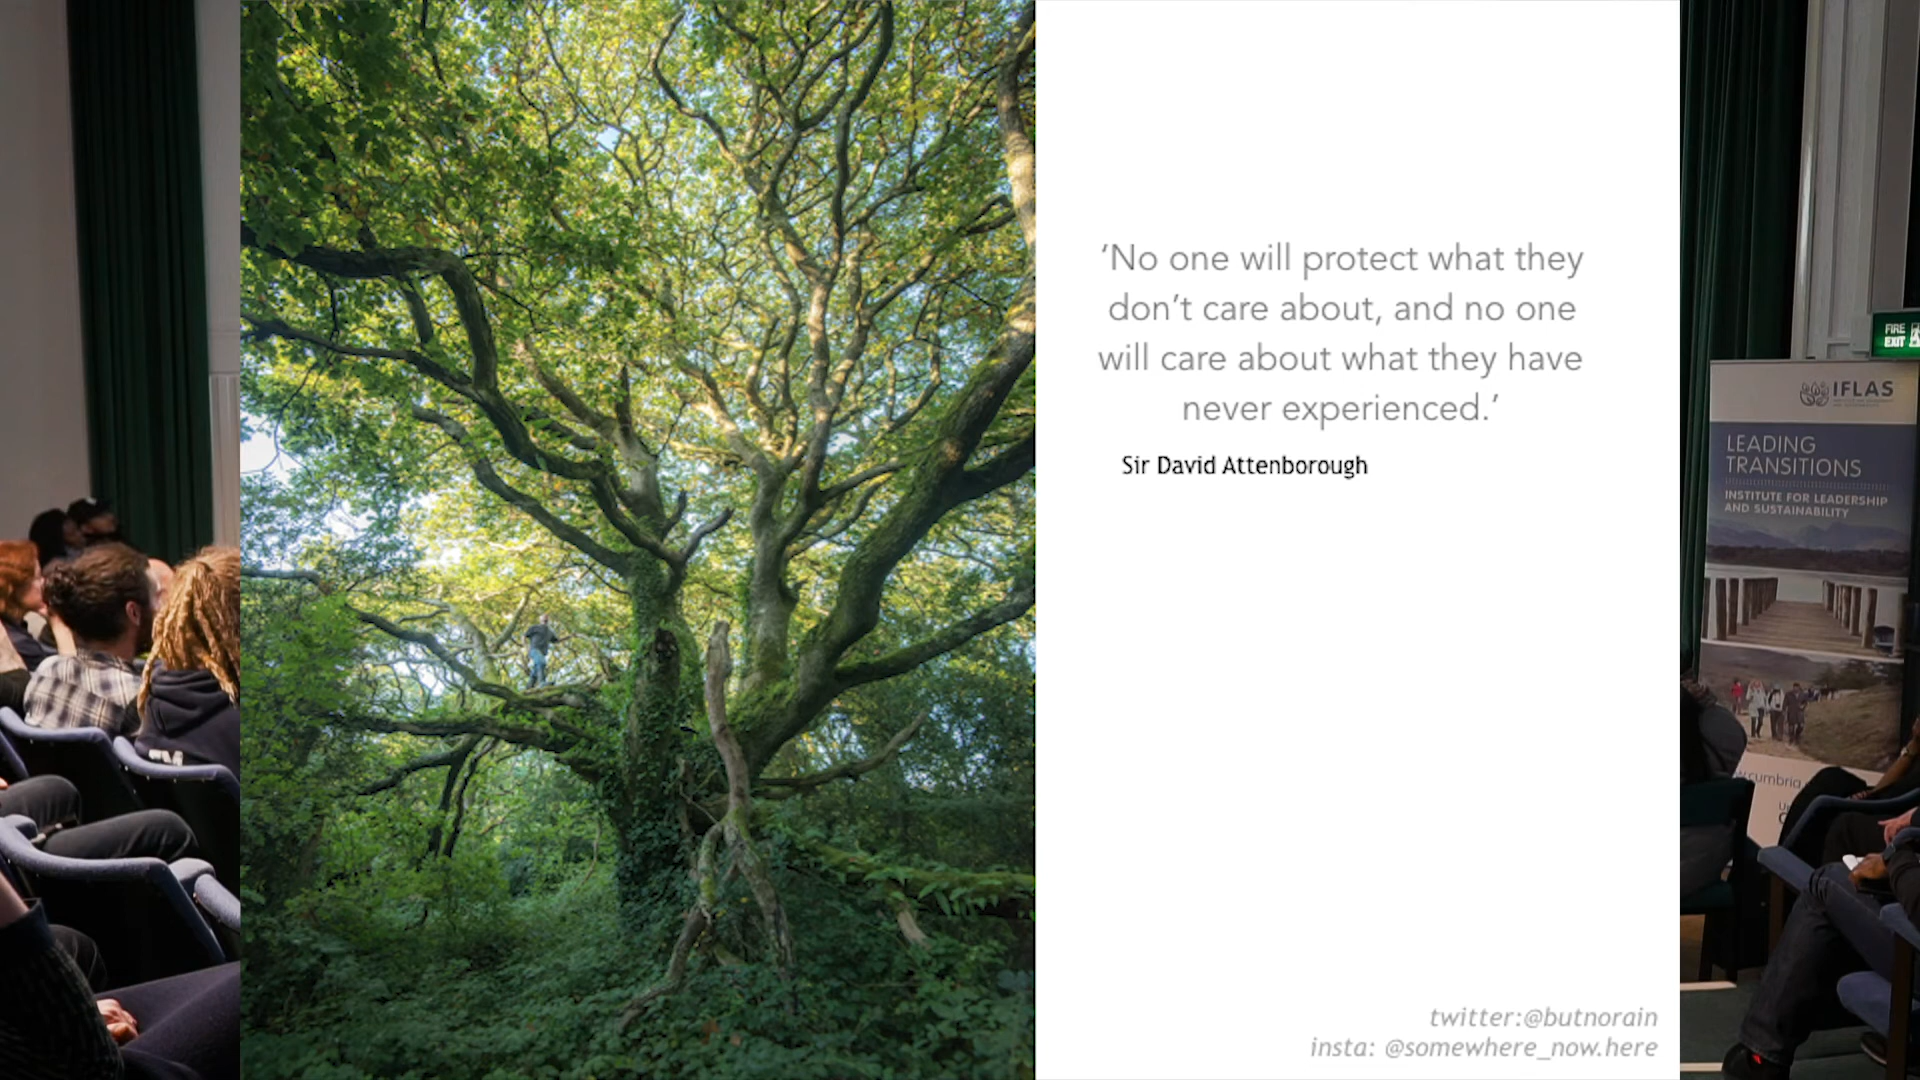 ‘No one will protect what they
don’t care about, and no one
will care about what they have
never experienced.’
Sir David Attenborough
twitter:@butnorain
insta: @somewhere_now.here
FIRE
EXIT
IFLAS
LEADING
TRANSITIONS
INSTITUTE FOR LEADERSHIP
AND SUSTAINABILITY
cumbria